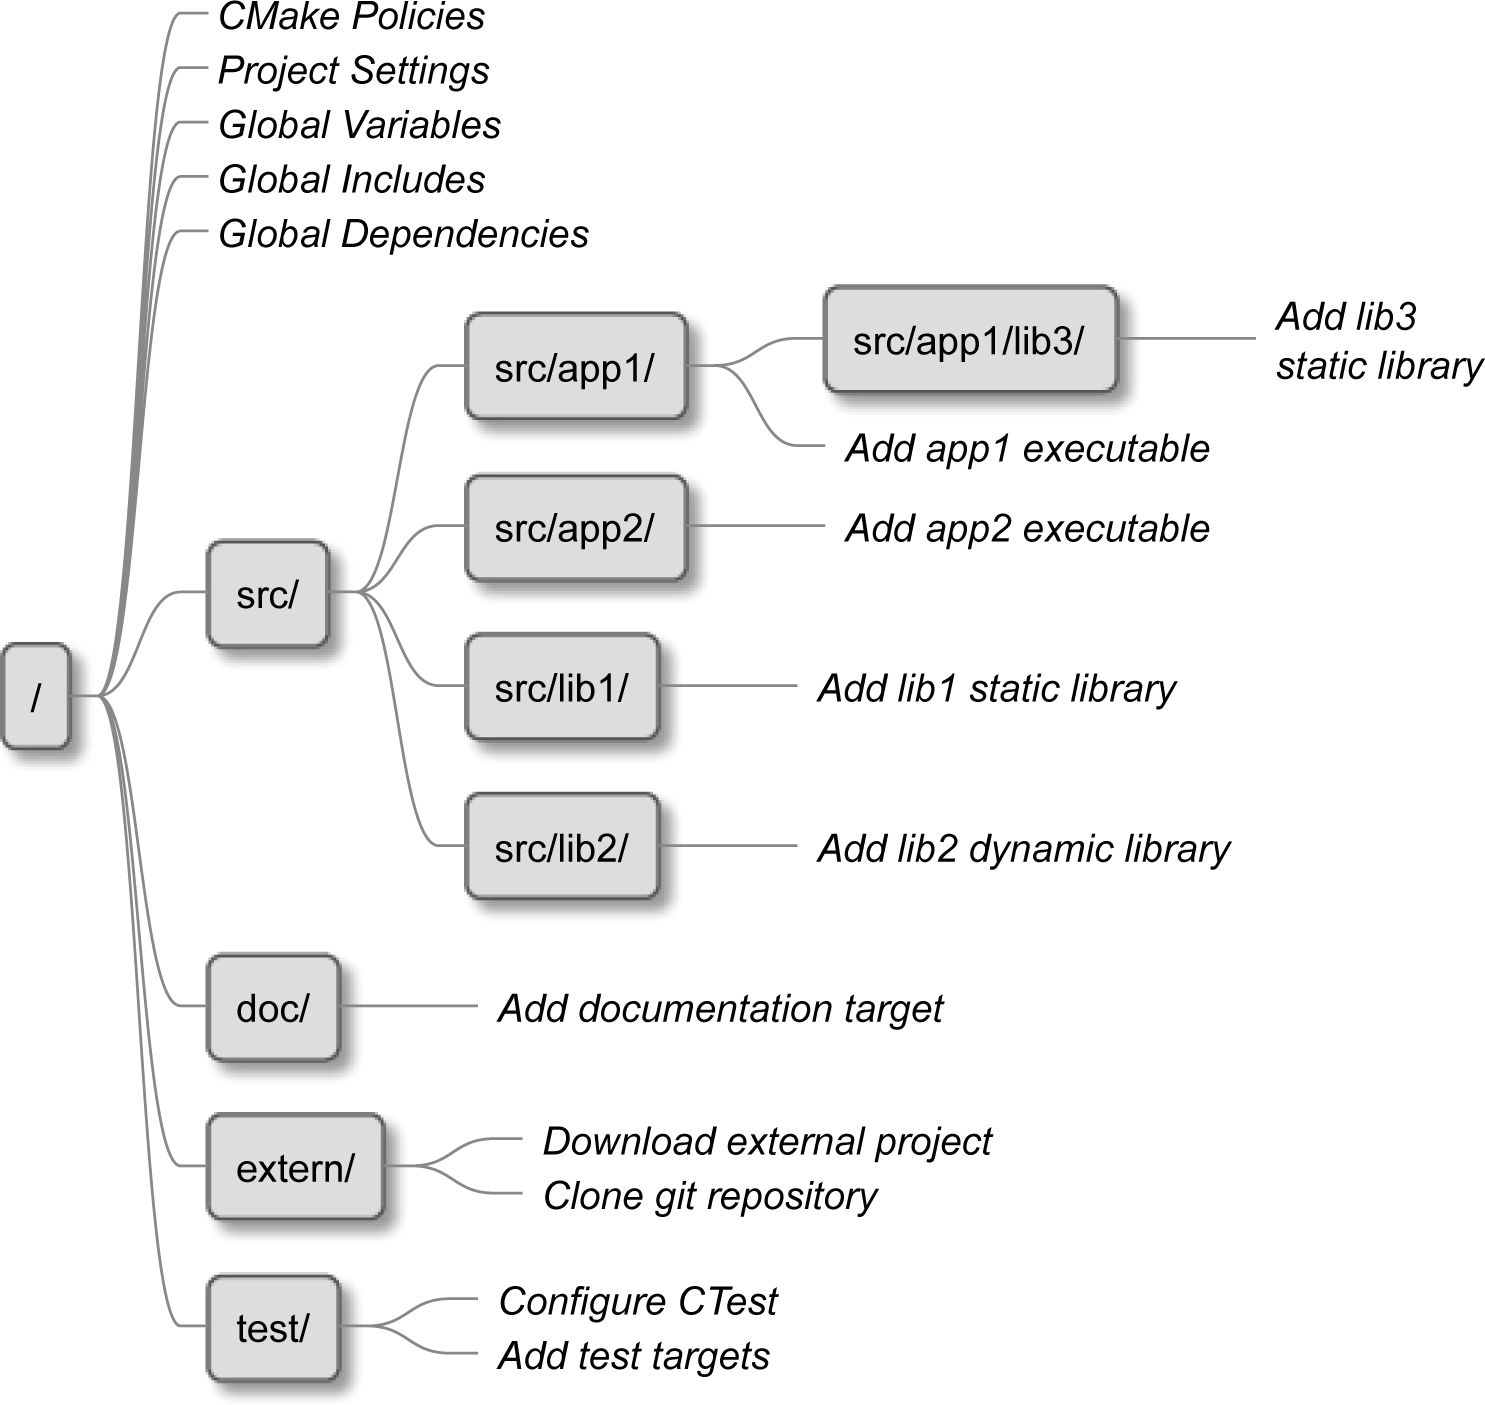 CMake Policies
Project Settings
Global Variables
Global Includes
Global Dependencies
src/app1/
src/app1/lib3/
Add lib3
static library
Add app1 executable
src/app2/
Add app2 executable
src/
/
src/lib1/
Add lib1 static library
src/lib2/
Add lib2 dynamic library
doc/
Add documentation target
extern/
Download external project
Clone git repository
test/
Configure CTest
Add test targets